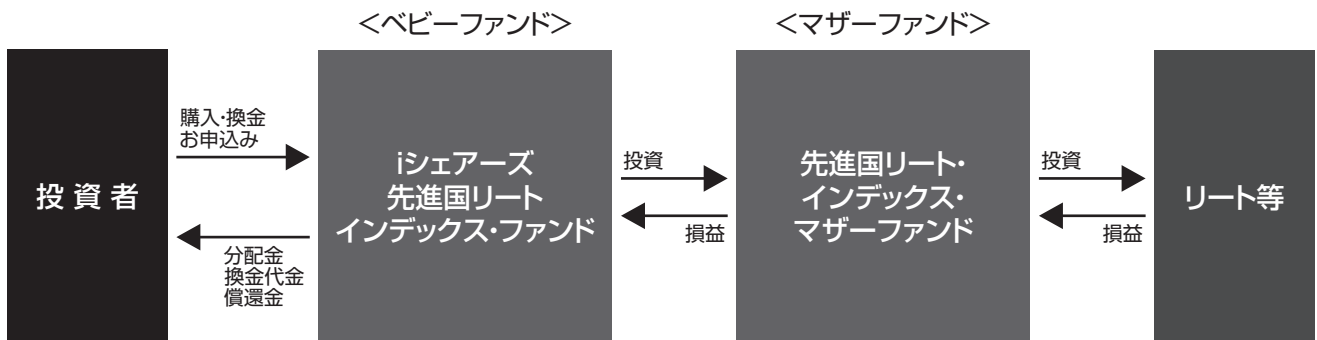 ＜ベビーファンド＞
＜マザーファンド＞
投資者
購入・換金
お申込み
分配金
換金代金
償還金
iシェアーズ
先進国リート
インデックス・ファンド
投資
損益
先進国リート・
インデックス・
マザーファンド
投資
損益
リート等